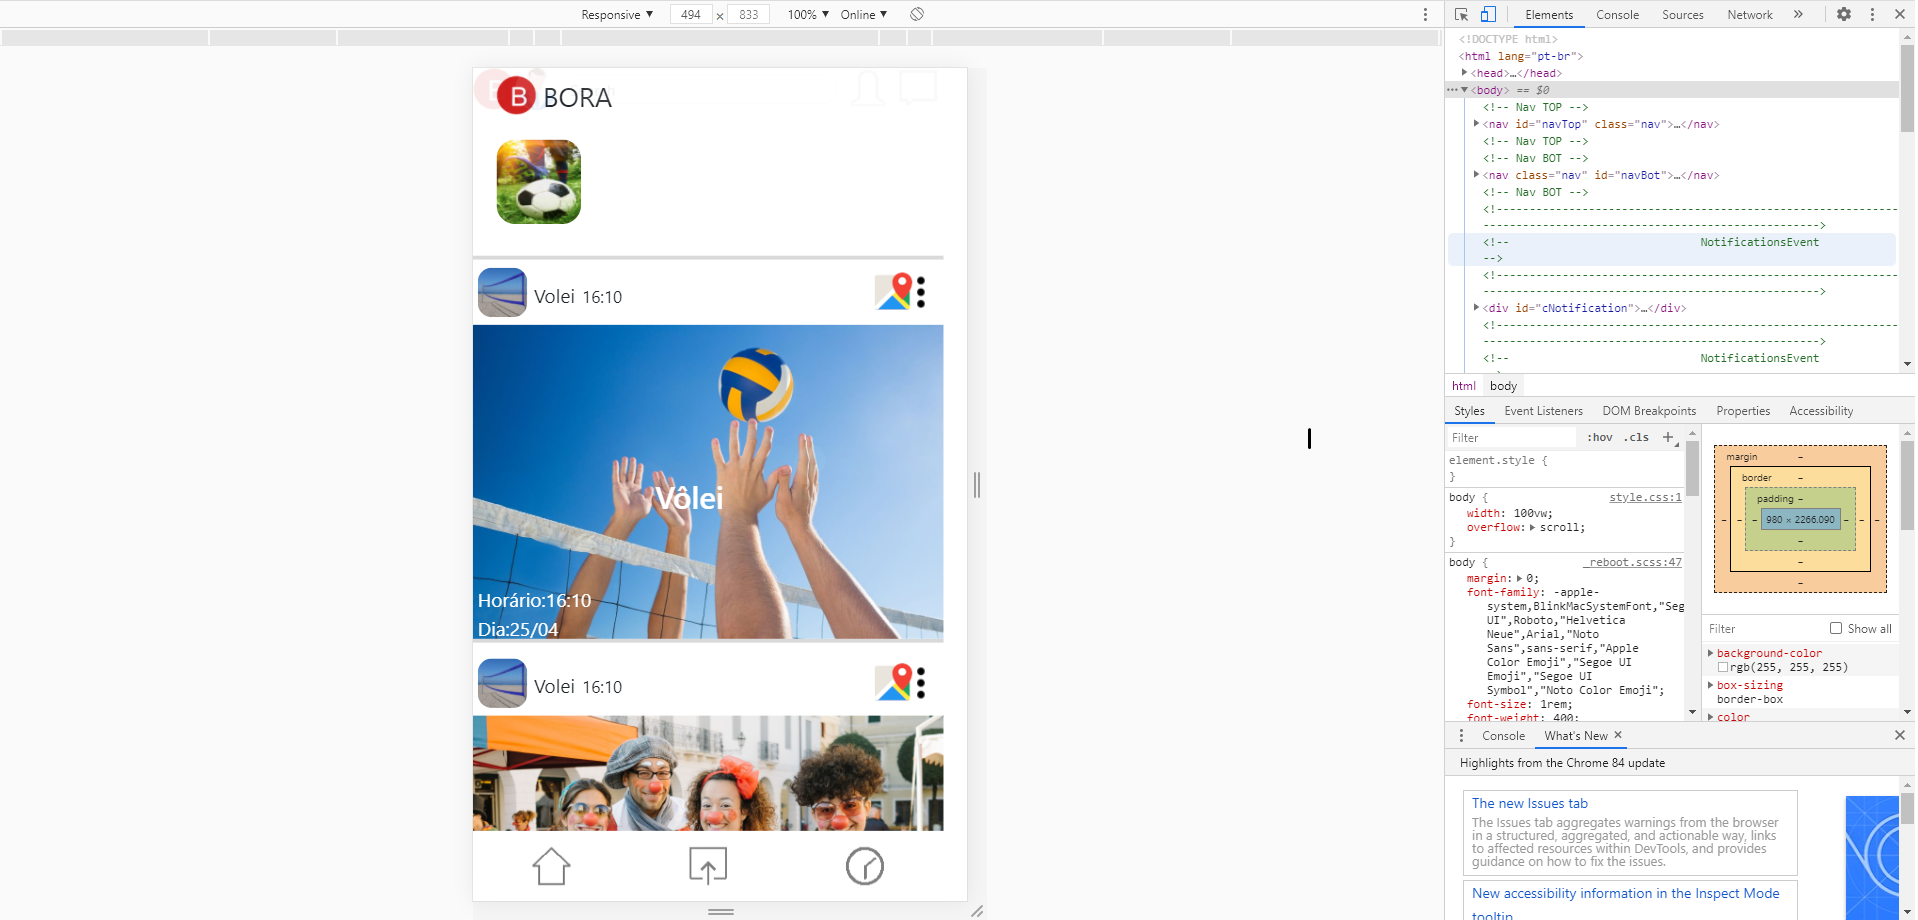 Responsive ▼ 494 × 833 100% ▼ Online ▼
B BORA
Volei 16:10
Vôlei
Horário:16:10
Dia:25/04
Volei 16:10
Elements Console Sources Network »
<!DOCTYPE html>
<html lang="pt-br">
<head>…</head>
<body> == $0
<!-- Nav TOP -->
<nav id="navTop" class="nav">…</nav>
<!-- Nav TOP -->
<!-- Nav BOT -->
<nav class="nav" id="navBot">…</nav>
<!-- Nav BOT -->
<!-- NotificationsEvent
-->
<div id="cNotification">…</div>
<!-- NotificationsEvent
html body
Styles Event Listeners DOM Breakpoints Properties Accessibility
Filter :hov .cls +
element.style {
}
body { style.css:1
width: 100vw;
overflow: scroll;
}
body { _reboot.scss:47
margin: 0;
font-family: -apple-
system,BlinkMacSystemFont,"Seg
UI",Roboto,"Helvetica
Neue",Arial,"Noto
Sans",sans-serif,"Apple
Color Emoji","Segoe UI
Emoji","Segoe UI
Symbol","Noto Color Emoji";
font-size: 1rem;
font-weight: 400;
margin –
border –
padding –
980 × 2266.090
Filter Show all
background-color
rgb(255, 255, 255)
box-sizing
border-box
color
Console What's New ×
Highlights from the Chrome 84 update
The new Issues tab
The Issues tab aggregates warnings from the browser
in a structured, aggregated, and actionable way, links
to affected resources within DevTools, and provides
guidance on how to fix the issues.
New accessibility information in the Inspect Mode
tooltip